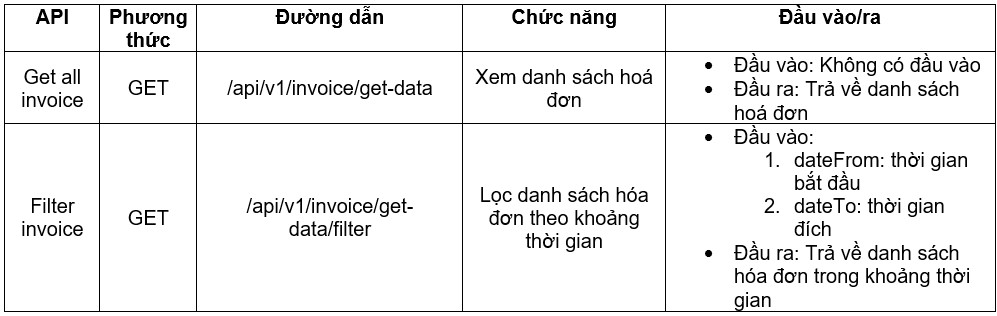 API
Phương
thức
Đường dẫn
Chức năng
Đầu vào/ra
Get all
invoice
GET
/api/v1/invoice/get-data
Xem danh sách hoá
đơn
• Đầu vào: Không có đầu vào
• Đầu ra: Trả về danh sách
hoá đơn
Filter
invoice
GET
/api/v1/invoice/get-
data/filter
Lọc danh sách hóa
đơn theo khoảng
thời gian
• Đầu vào:
1. dateFrom: thời gian
bắt đầu
2. dateTo: thời gian
đích
• Đầu ra: Trả về danh sách
hóa đơn trong khoảng thời
gian